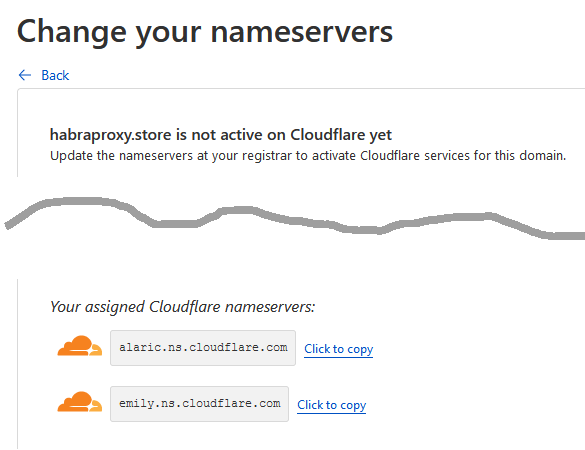 Change your nameservers
← Back
habraproxy.store is not active on Cloudflare yet
Update the nameservers at your registrar to activate Cloudflare services for this domain.
Your assigned Cloudflare nameservers:
alaric.ns.cloudflare.com Click to copy
emily.ns.cloudflare.com Click to copy